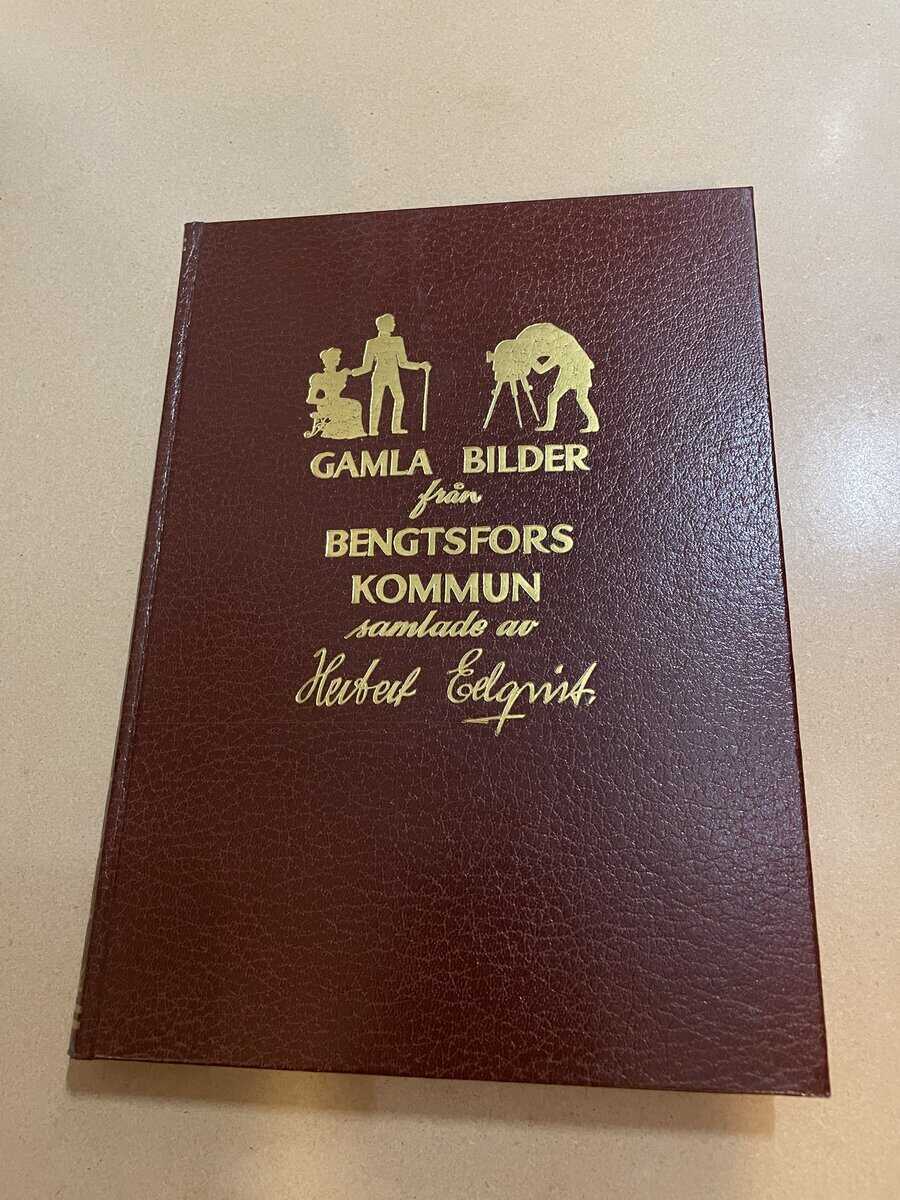 GAMLA BILDER
från
BENGTSFORS
KOMMUN
samlade av
Herbert Edqvist